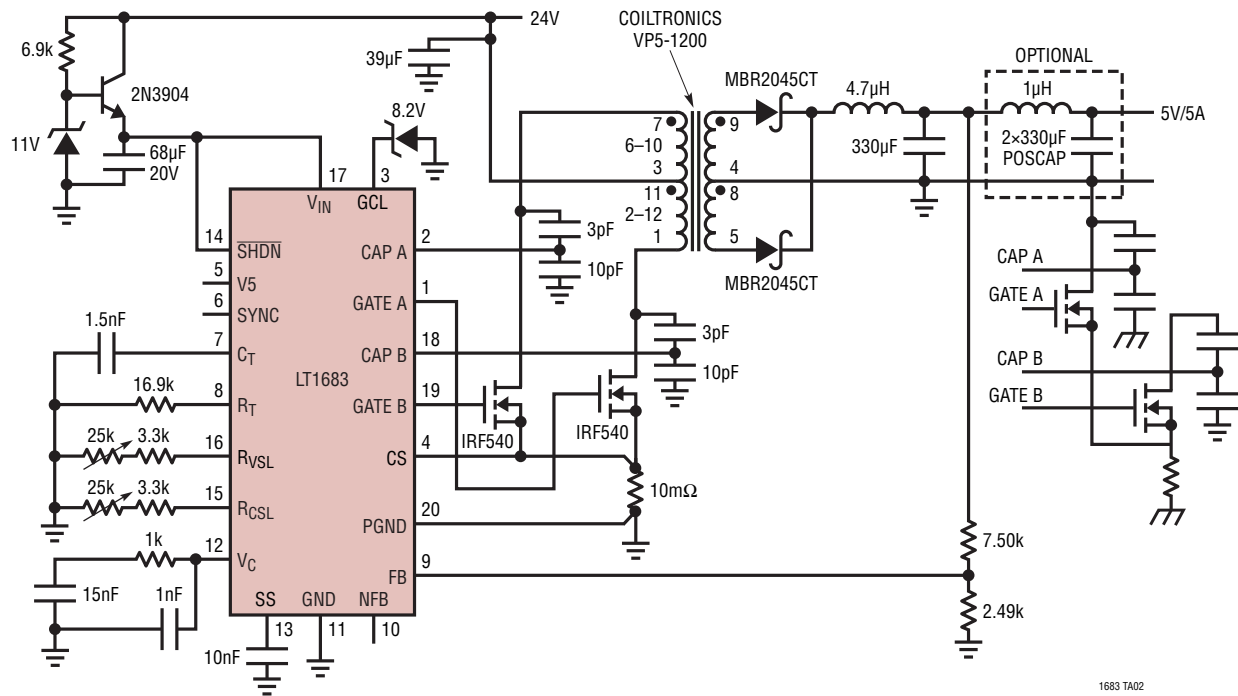 COILTRONICS
VP5-1200
24V
39µF
6.9k
2N3904
11V
68µF
20V
8.2V
MBR2045CT
4.7µH
OPTIONAL
1µH
5V/5A
330µF
2×330µF
POSCAP
7
6–10
3
11
2–12
1
9
4
8
5
MBR2045CT
17
3
VIN
GCL
14
SHDN
5
V5
6
SYNC
1.5nF
7
CT
16.9k
8
RT
25k
3.3k
16
RVSL
25k
3.3k
15
RCSL
1k
12
VC
15nF
1nF
SS
GND
NFB
13
11
10
10nF
LT1683
CAP A
2
GATE A
1
CAP B
18
GATE B
19
CS
4
PGND
20
FB
9
3pF
10pF
3pF
10pF
IRF540
IRF540
10mΩ
CAP A
GATE A
CAP B
GATE B
7.50k
2.49k
1683 TA02